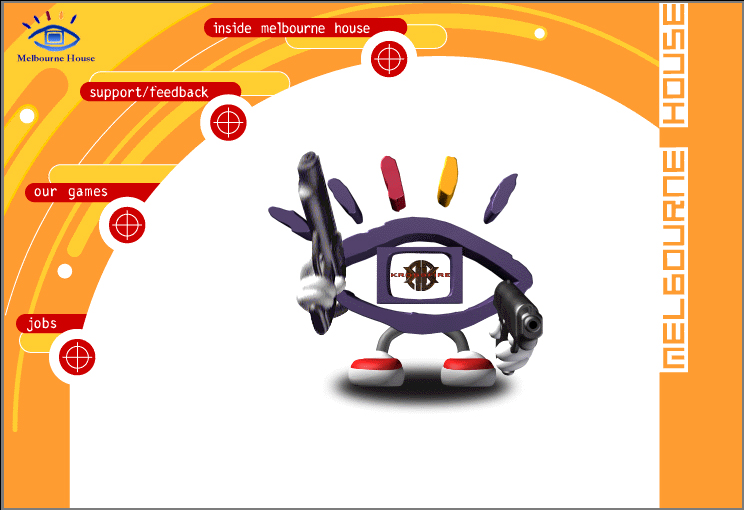 inside melbourne house
Melbourne House
support/feedback
our games
jobs
MELBOURNE HOUSE